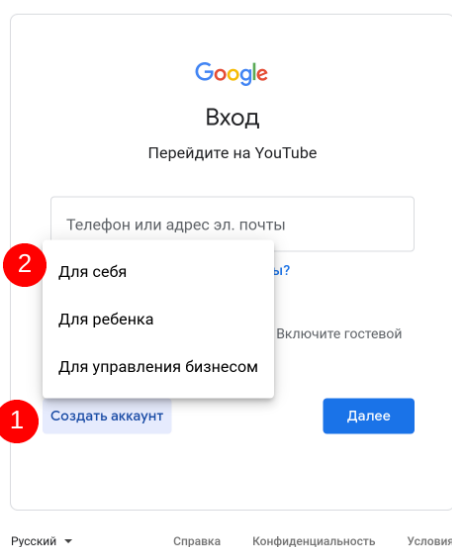 Google
Вход
Перейдите на YouTube
Телефон или адрес эл. почты
2
Для себя
ы?
Для ребенка
Включите гостевой
Для управления бизнесом
1
Создать аккаунт
Далее
Русский
Справка
Конфиденциальность
Условия